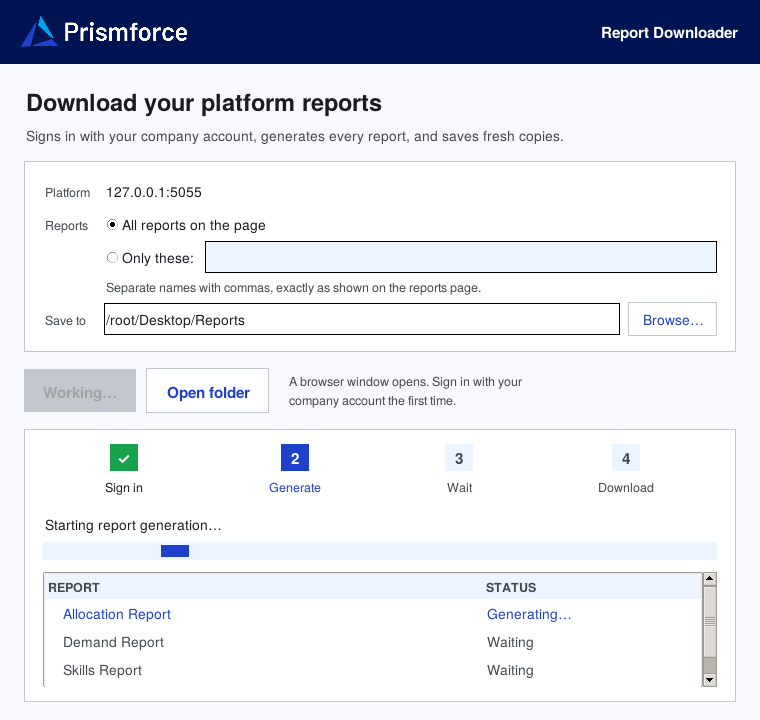 Prismforce
Report Downloader
Download your platform reports
Signs in with your company account, generates every report, and saves fresh copies.
Platform 127.0.0.1:5055
Reports All reports on the page
Only these:
Separate names with commas, exactly as shown on the reports page.
Save to /root/Desktop/Reports Browse…
Working… Open folder
A browser window opens. Sign in with your
company account the first time.
2 3 4
Sign in Generate Wait Download
Starting report generation…
REPORT STATUS
Allocation Report Generating…
Demand Report Waiting
Skills Report Waiting